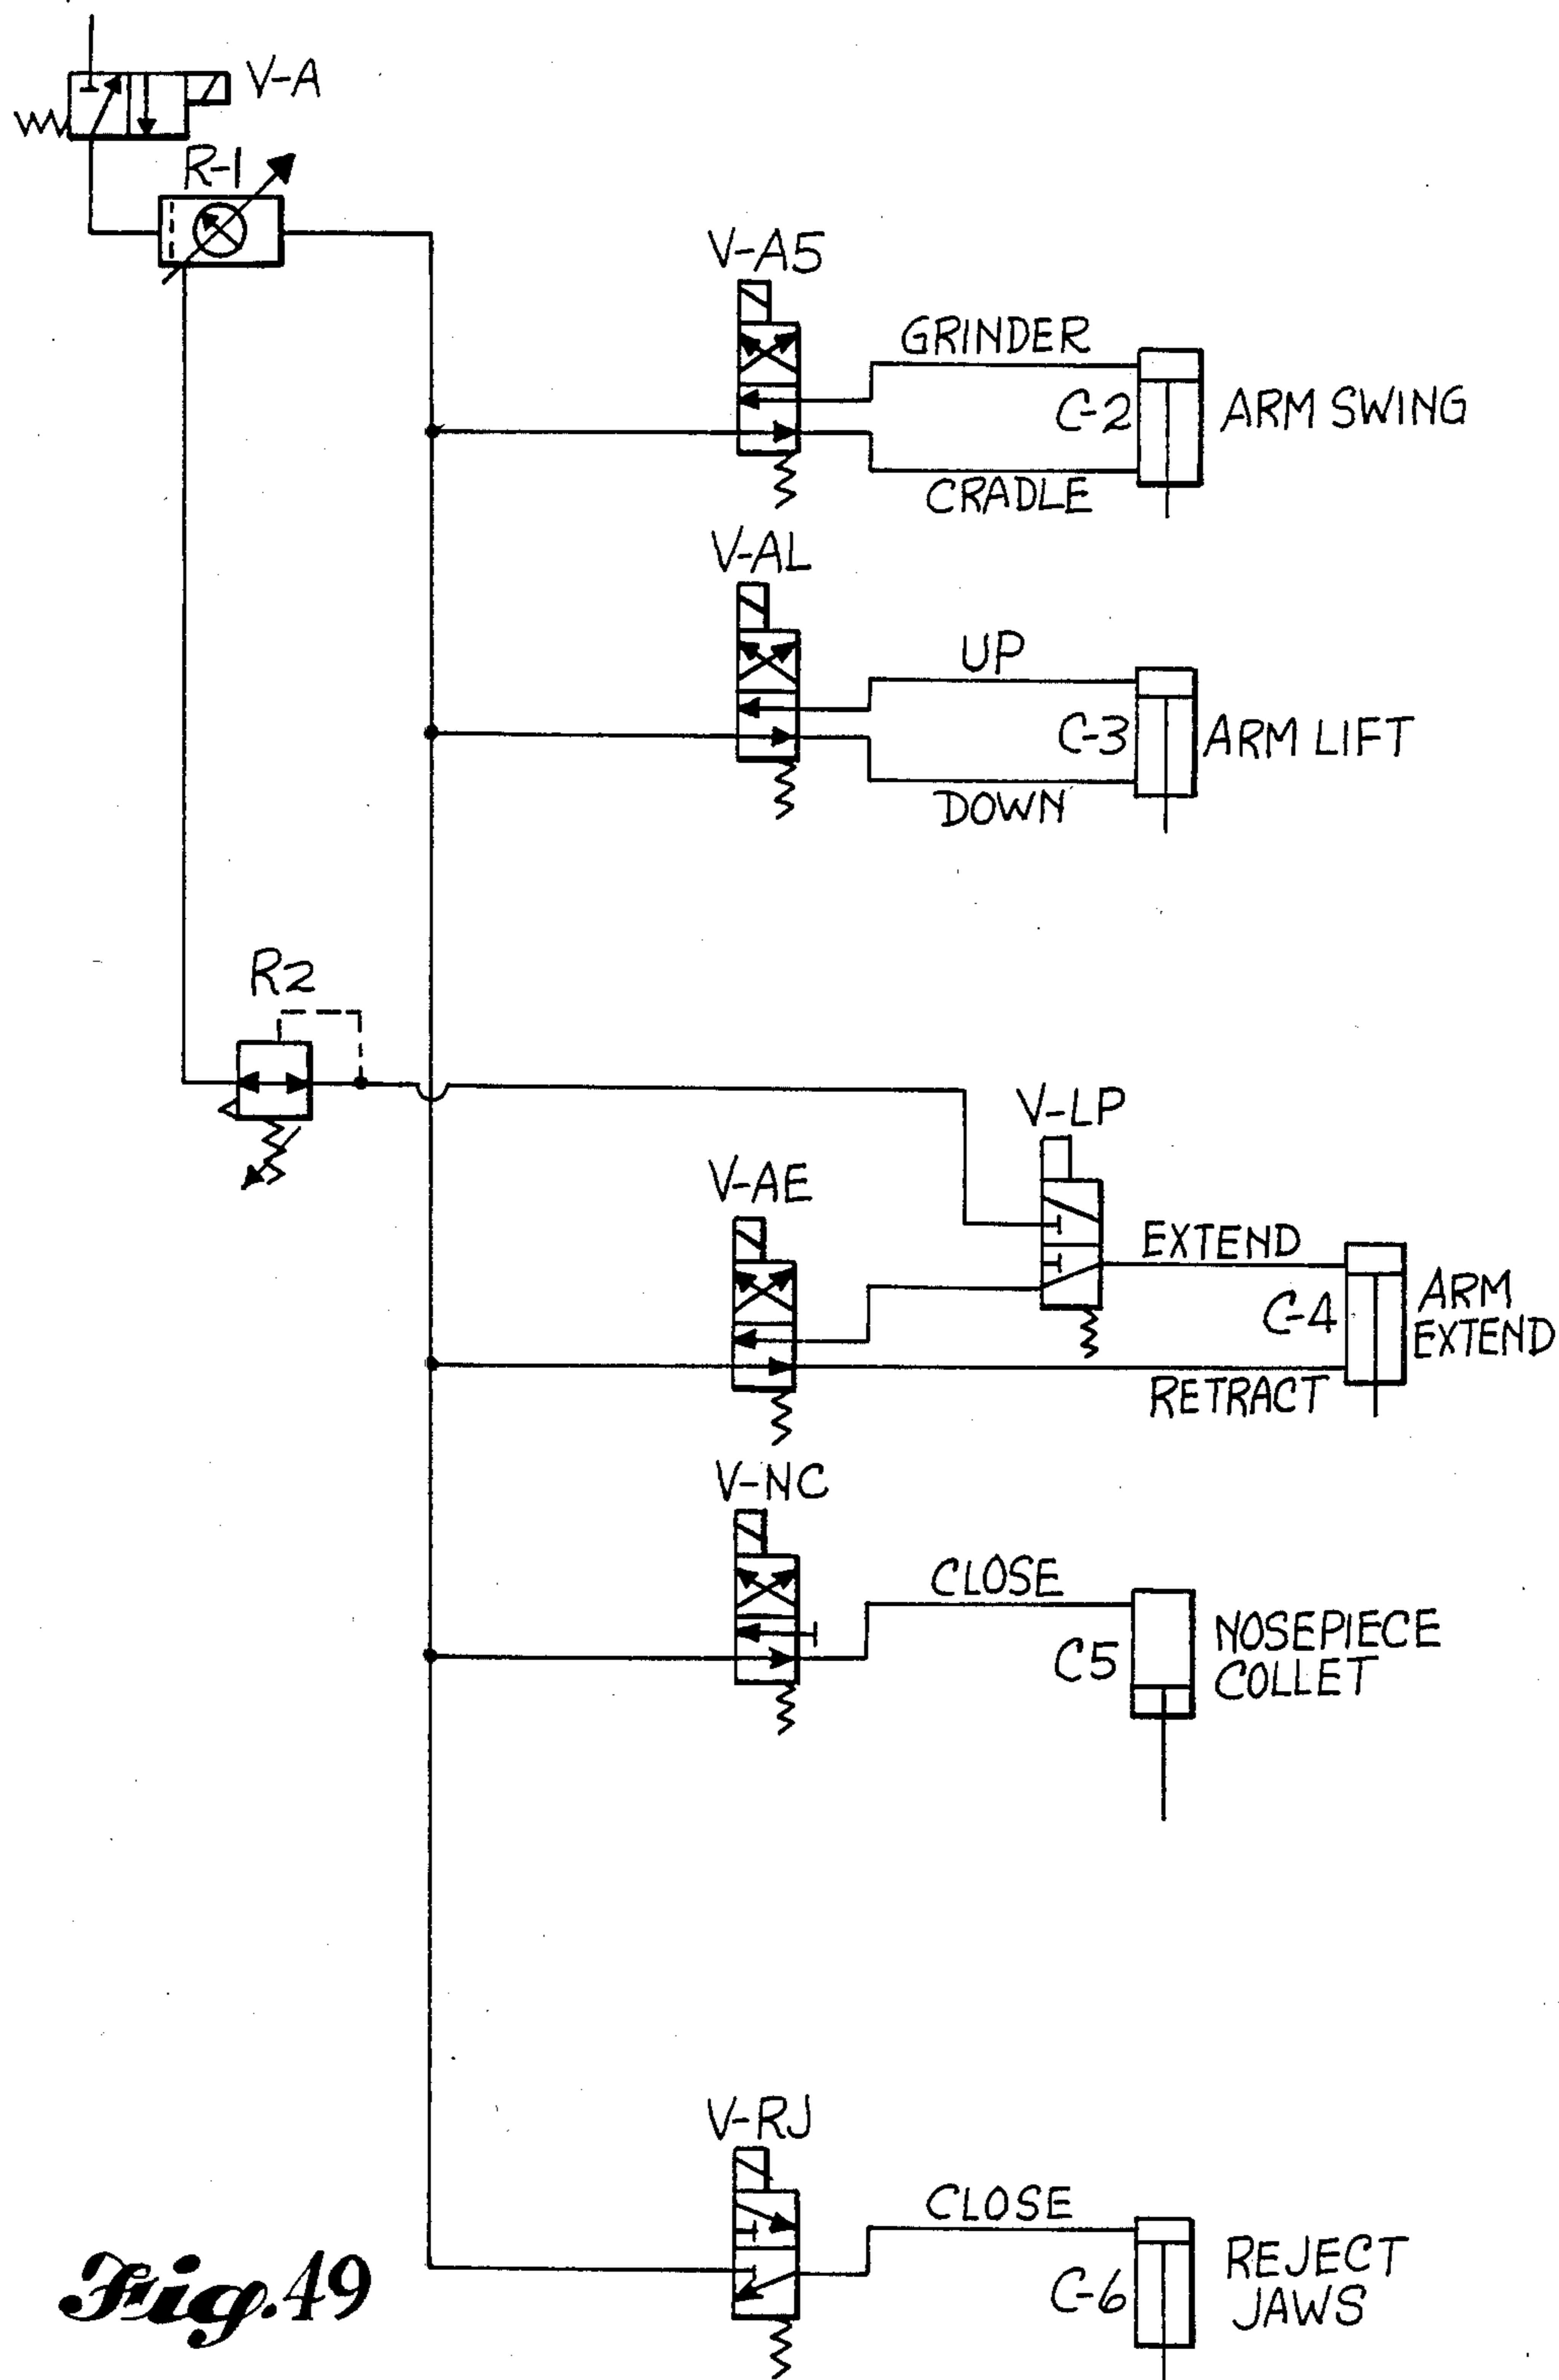 V-A
R-1
V-A5
GRINDER
C-2
ARM SWING
CRADLE
V-AL
UP
C-3
ARM LIFT
DOWN
R2
V-LP
V-AE
EXTEND
C-4
ARM
EXTEND
RETRACT
V-NC
CLOSE
C5
NOSEPIECE
COLLET
V-RJ
CLOSE
C-6
REJECT
JAWS
Fig.49